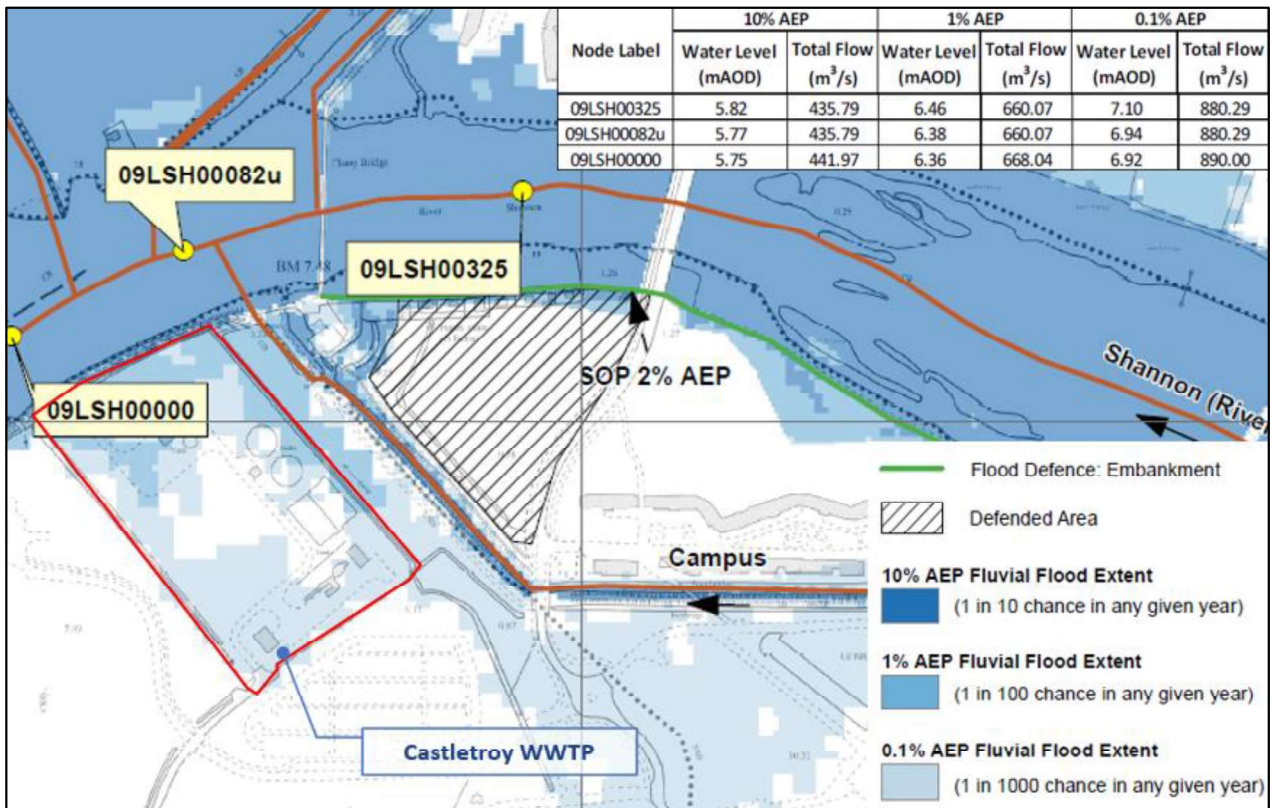 10% AEP 1% AEP 0.1% AEP
Node Label Water Level (mAOD) Total Flow (m³/s) Water Level (mAOD) Total Flow (m³/s) Water Level (mAOD) Total Flow (m³/s)
09LSH00325 5.82 435.79 6.46 660.07 7.10 880.29
09LSH00082u 5.77 435.79 6.38 660.07 6.94 880.29
09LSH00000 5.75 441.97 6.36 668.04 6.92 890.00
09LSH00082u
River
Shannon
BM 7.48
09LSH00325
SOP 2% AEP
Shannon (River
09LSH00000
Campus
Castletroy WWTP
Flood Defence: Embankment
Defended Area
10% AEP Fluvial Flood Extent
(1 in 10 chance in any given year)
1% AEP Fluvial Flood Extent
(1 in 100 chance in any given year)
0.1% AEP Fluvial Flood Extent
(1 in 1000 chance in any given year)